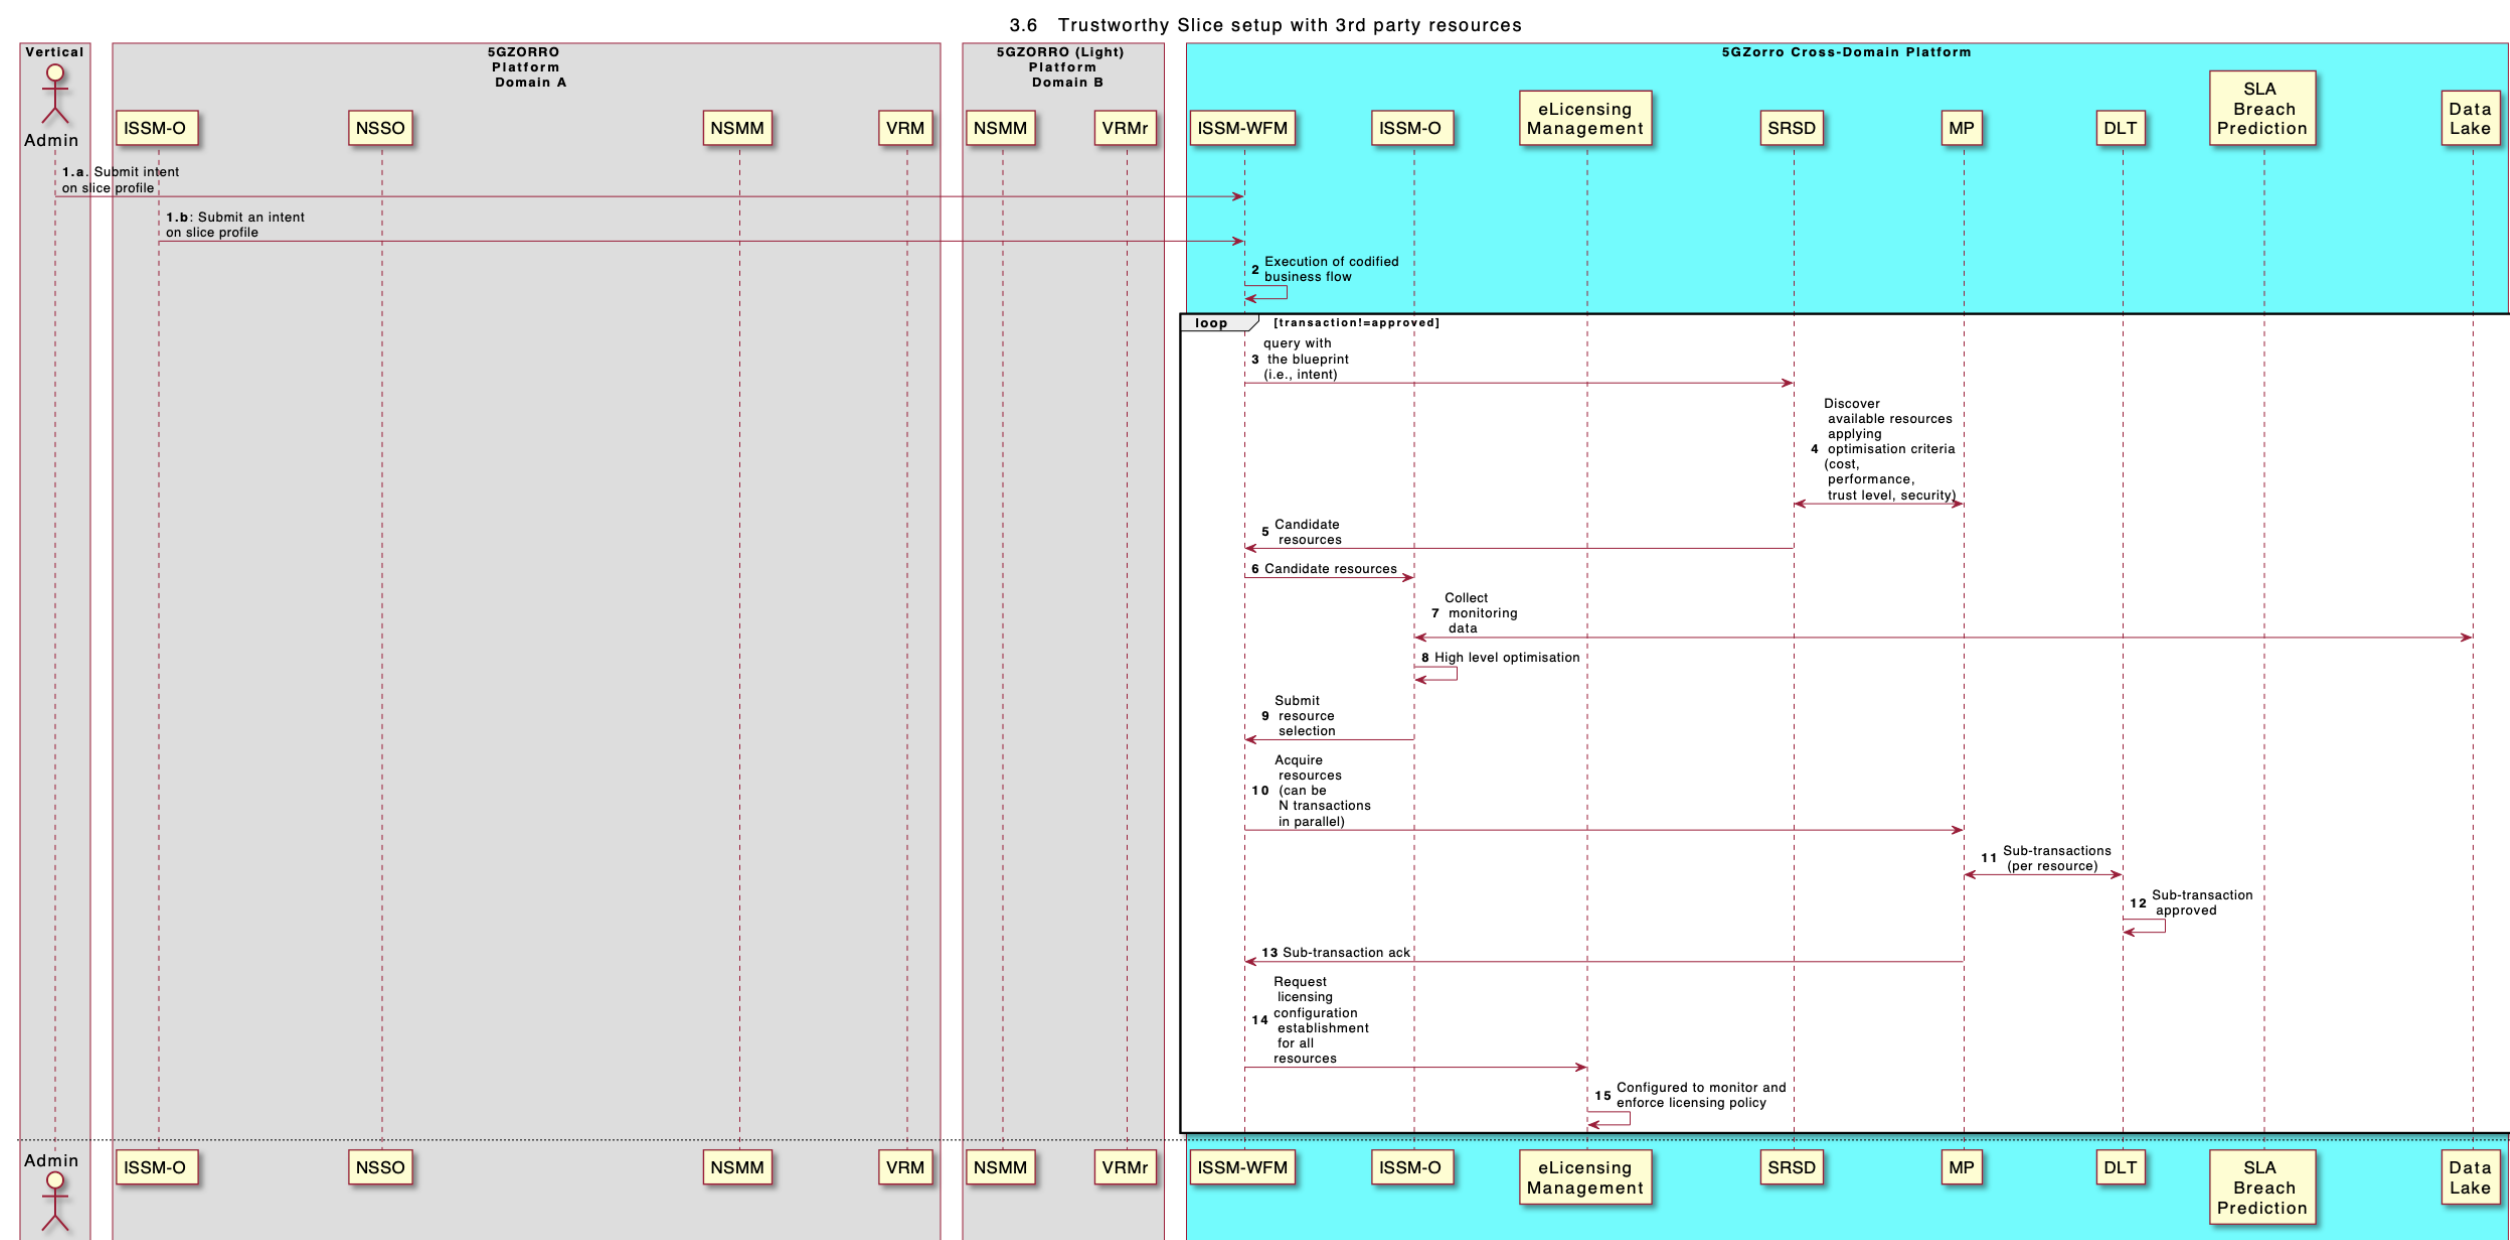 3.6 Trustworthy Slice setup with 3rd party resources
Vertical
5GZORRO
Platform
Domain A
5GZORRO (Light)
Platform
Domain B
5GZorro Cross-Domain Platform
Admin
ISSM-O
NSSO
NSMM
VRM
NSMM
VRMr
ISSM-WFM
ISSM-O
eLicensing
Management
SRSD
MP
DLT
SLA
Breach
Prediction
Data
Lake
1.a. Submit intent
on slice profile
1.b: Submit an intent
on slice profile
2 Execution of codified
business flow
loop [transaction!=approved]
query with
3 the blueprint
(i.e., intent)
Discover
available resources
applying
4 optimisation criteria
(cost,
performance,
trust level, security)
5 Candidate
resources
6 Candidate resources
Collect
7 monitoring
data
8 High level optimisation
Submit
9 resource
selection
Acquire
resources
10 (can be
N transactions
in parallel)
11 Sub-transactions
(per resource)
12 Sub-transaction
approved
13 Sub-transaction ack
Request
licensing
configuration
14 establishment
for all
resources
15 Configured to monitor and
enforce licensing policy
Admin
ISSM-O
NSSO
NSMM
VRM
NSMM
VRMr
ISSM-WFM
ISSM-O
eLicensing
Management
SRSD
MP
DLT
SLA
Breach
Prediction
Data
Lake